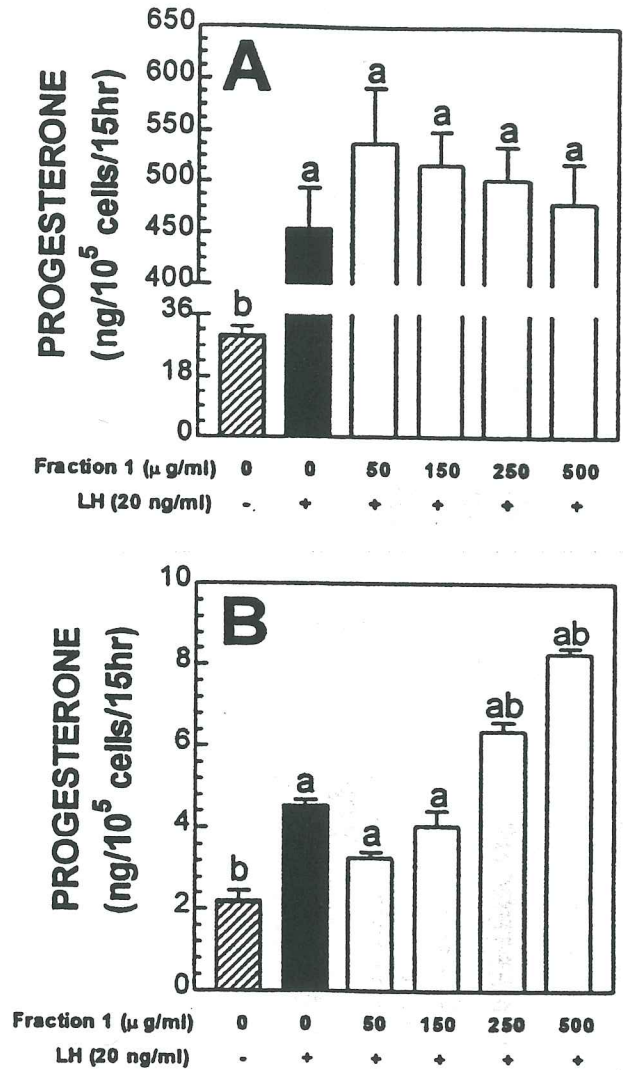 650
A
600
550
500
450
400
36
18
0
PROGESTERONE
(ng/10⁵ cells/15hr)
b a a a a a
Fraction 1 (μ g/ml) 0 0 50 150 250 500
LH (20 ng/ml) - + + + + +
10
B
8
6
4
2
0
PROGESTERONE
(ng/10⁵ cells/15hr)
b a a a ab ab
Fraction 1 (μ g/ml) 0 0 50 150 250 500
LH (20 ng/ml) - + + + + +